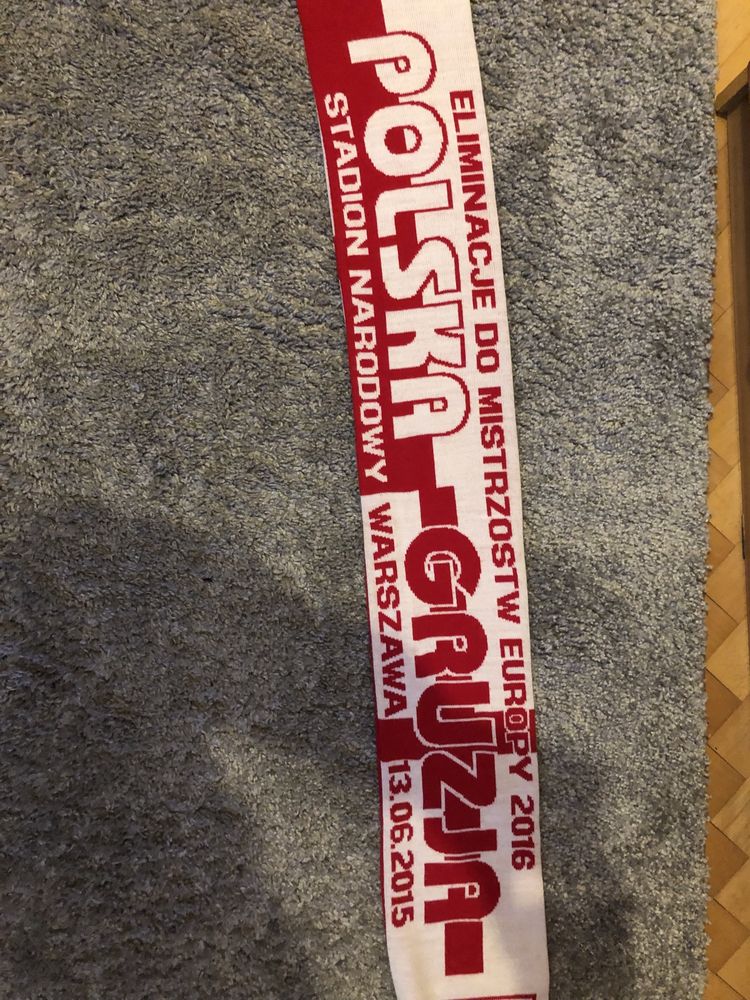 ELIMINACJE DO MISTRZOSTW EUROPY 2016
POLSKA GRUZJA
STADION NARODOWY WARSZAWA 13.06.2015